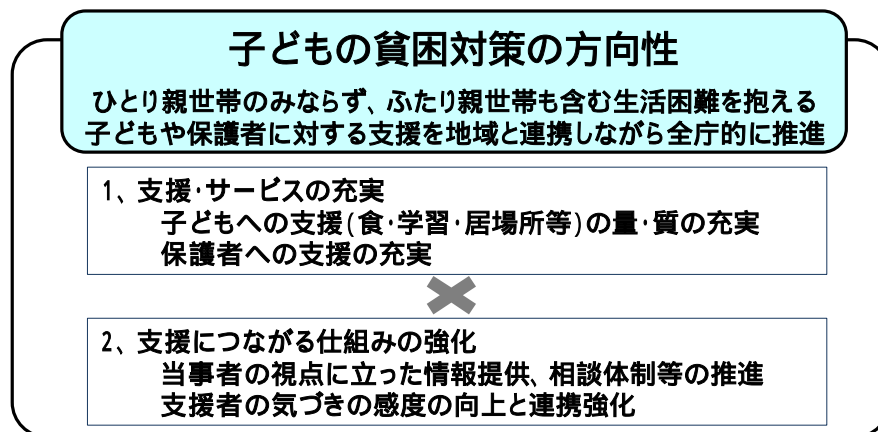 子どもの貧困対策の方向性
ひとり親世帯のみならず、ふたり親世帯も含む生活困難を抱える
子どもや保護者に対する支援を地域と連携しながら全庁的に推進
1、支援・サービスの充実
子どもへの支援(食・学習・居場所等)の量・質の充実
保護者への支援の充実
2、支援につながる仕組みの強化
当事者の視点に立った情報提供、相談体制等の推進
支援者の気づきの感度の向上と連携強化